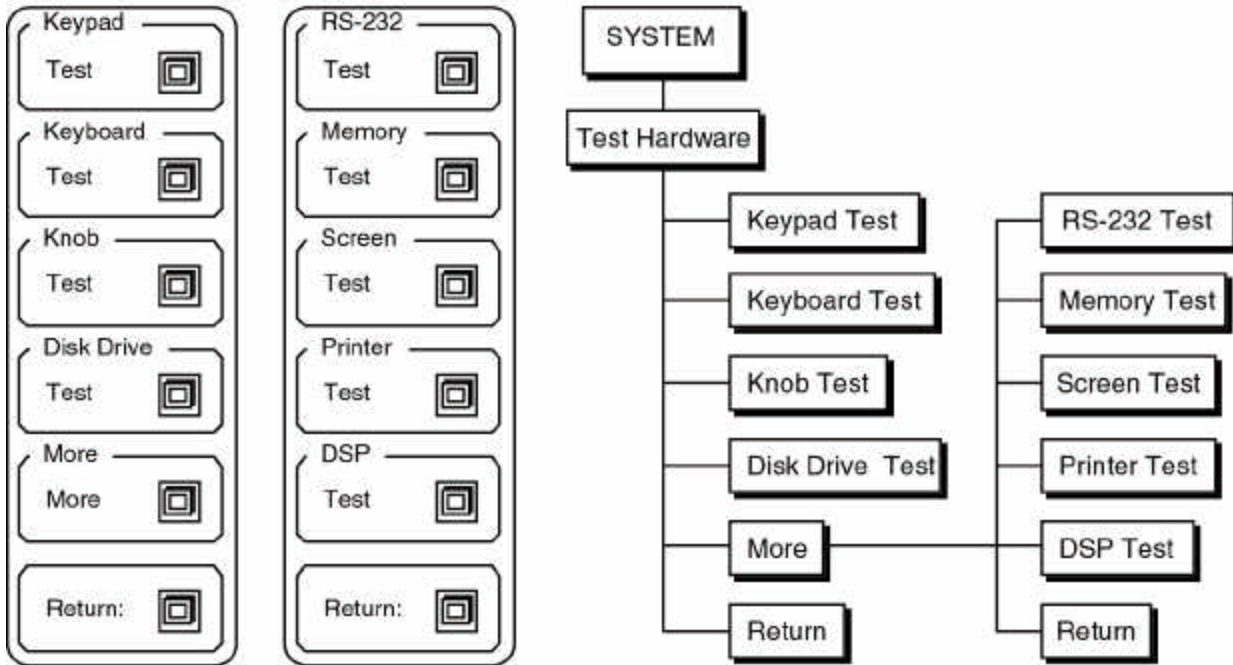 Keypad
Test
Keyboard
Test
Knob
Test
Disk Drive
Test
More
More
Return:
RS-232
Test
Memory
Test
Screen
Test
Printer
Test
DSP
Test
Return:
SYSTEM
Test Hardware
Keypad Test
Keyboard Test
Knob Test
Disk Drive Test
More
Return
RS-232 Test
Memory Test
Screen Test
Printer Test
DSP Test
Return